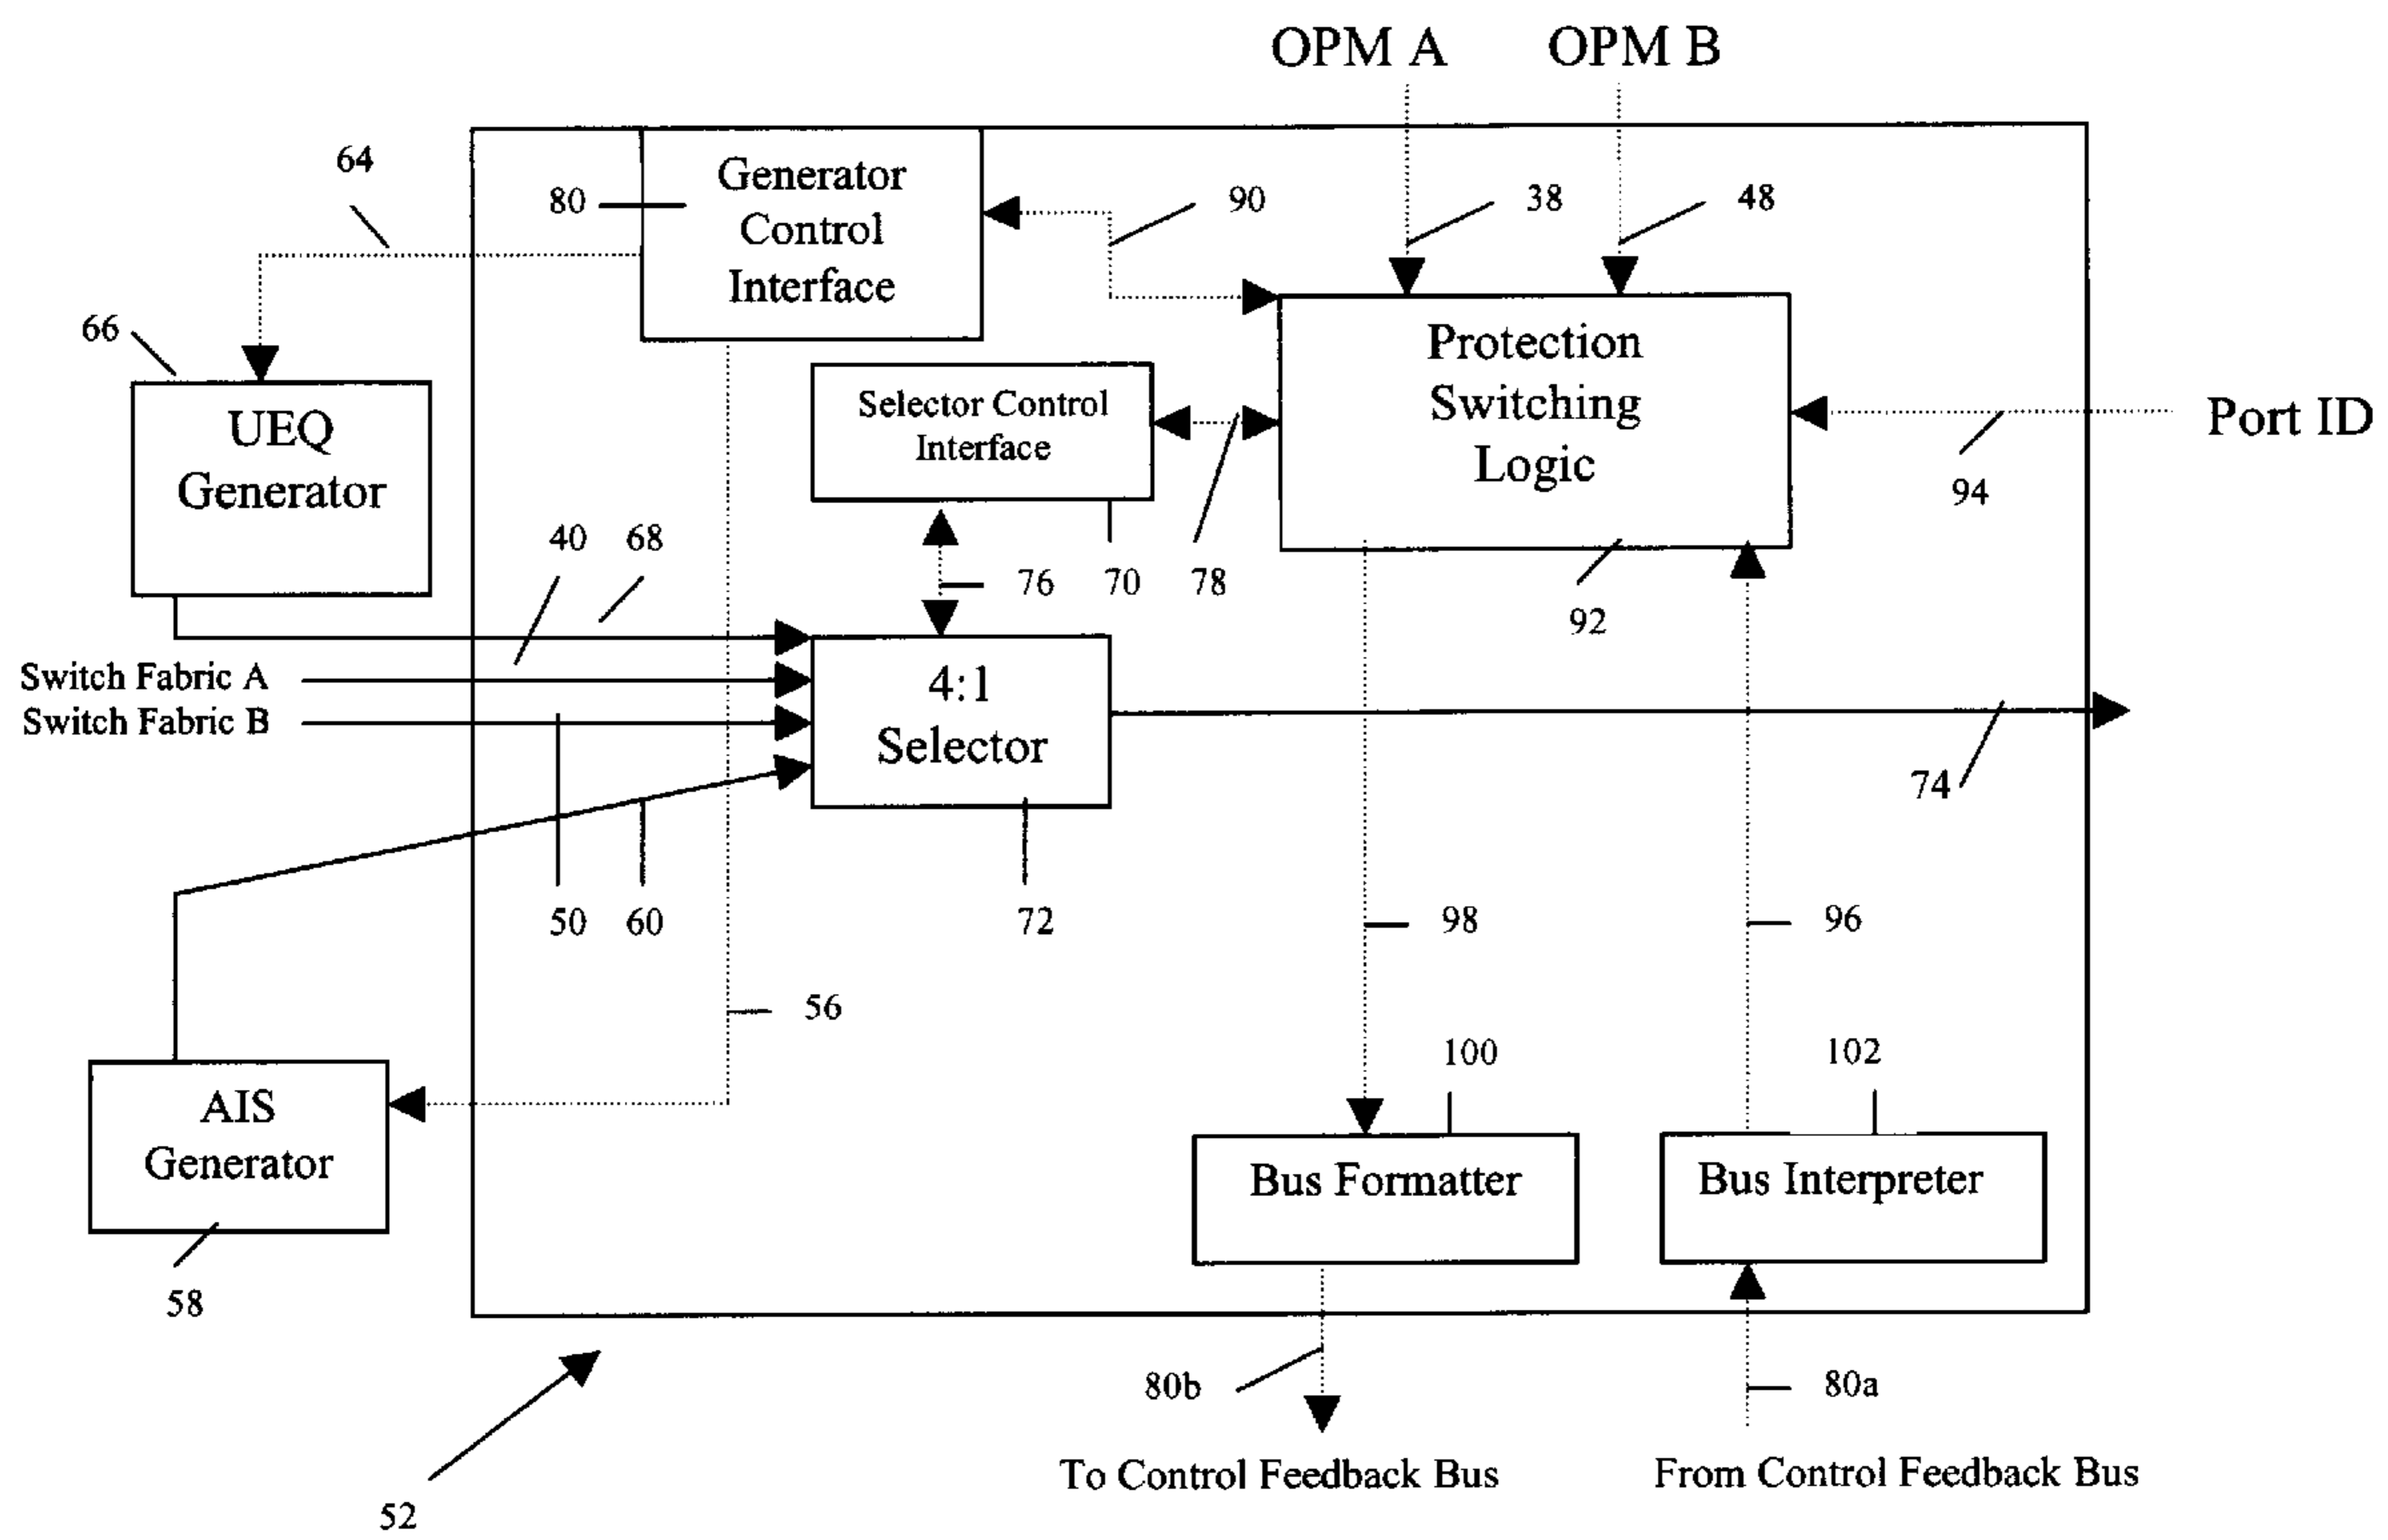 OPM A
OPM B
64
80
Generator
Control
Interface
90
38
48
66
UEQ
Generator
Selector Control
Interface
Protection
Switching
Logic
Port ID
94
40
68
76
70
78
92
Switch Fabric A
Switch Fabric B
4:1
Selector
74
50
60
72
98
96
56
100
102
AIS
Generator
Bus Formatter
Bus Interpreter
58
80b
80a
To Control Feedback Bus
From Control Feedback Bus
52